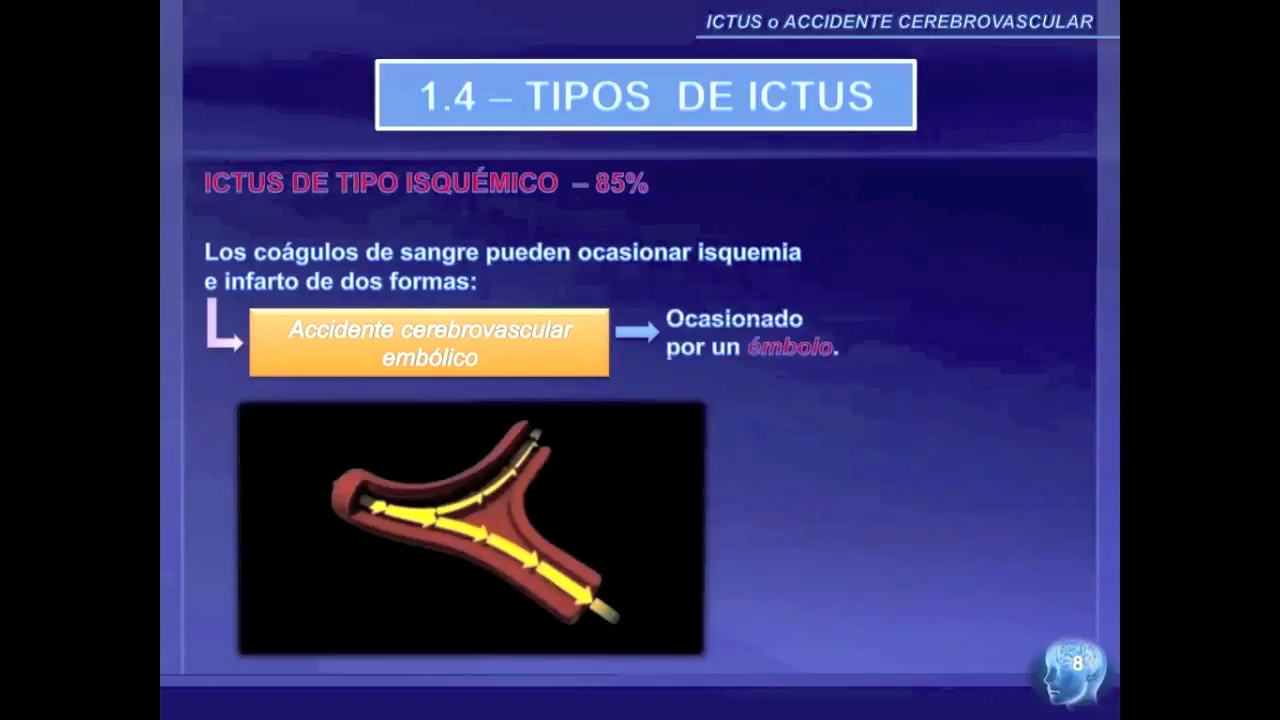 ICTUS o ACCIDENTE CEREBROVASCULAR
1.4 – TIPOS DE ICTUS
ICTUS DE TIPO ISQUÉMICO – 85%
Los coágulos de sangre pueden ocasionar isquemia
e infarto de dos formas:
Accidente cerebrovascular
embólico
Ocasionado
por un émbolo.
8